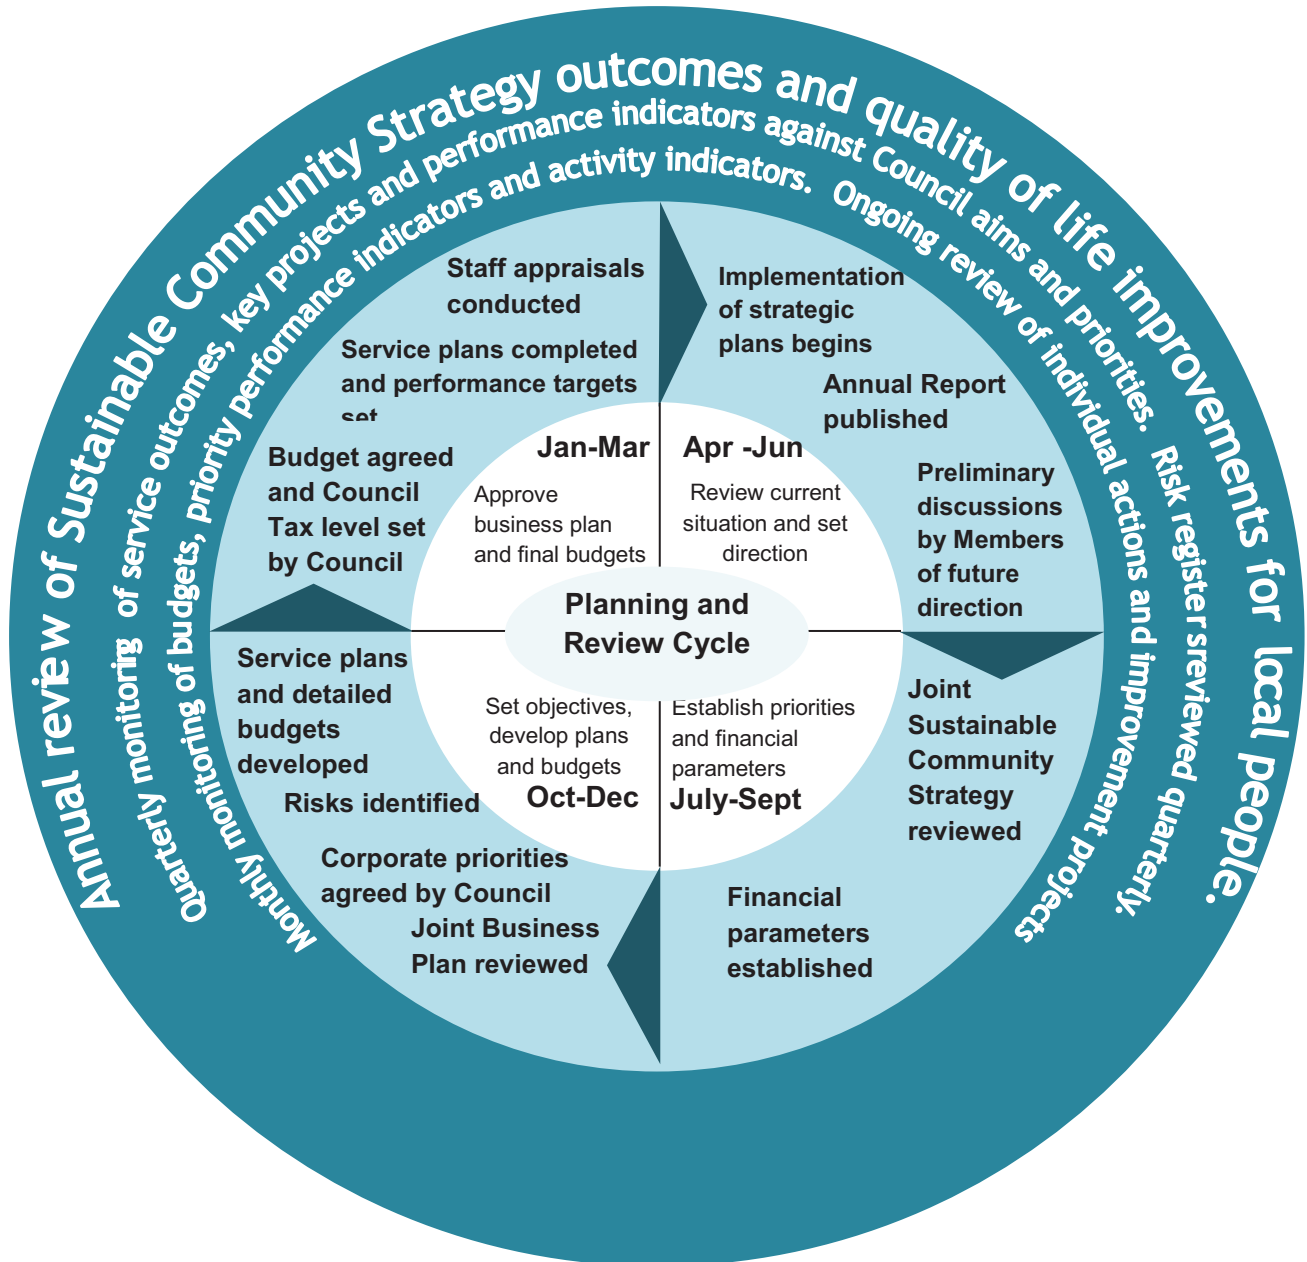 Annual review of Sustainable Community Strategy outcomes and quality of life improvements for local people.
Quarterly monitoring of service outcomes, key projects and performance indicators against Council aims and priorities. Risk registers reviewed quarterly.
Monthly monitoring of budgets, priority performance indicators and activity indicators. Ongoing review of individual actions and improvement projects
Staff appraisals
conducted
Service plans completed
and performance targets
set
Budget agreed
and Council
Tax level set
by Council
Implementation
of strategic
plans begins
Annual Report
published
Preliminary
discussions
by Members
of future
direction
Jan-Mar
Approve
business plan
and final budgets
Apr -Jun
Review current
situation and set
direction
Planning and
Review Cycle
Set objectives,
develop plans
and budgets
Oct-Dec
Establish priorities
and financial
parameters
July-Sept
Service plans
and detailed
budgets
developed
Risks identified
Corporate priorities
agreed by Council
Joint Business
Plan reviewed
Joint
Sustainable
Community
Strategy
reviewed
Financial
parameters
established